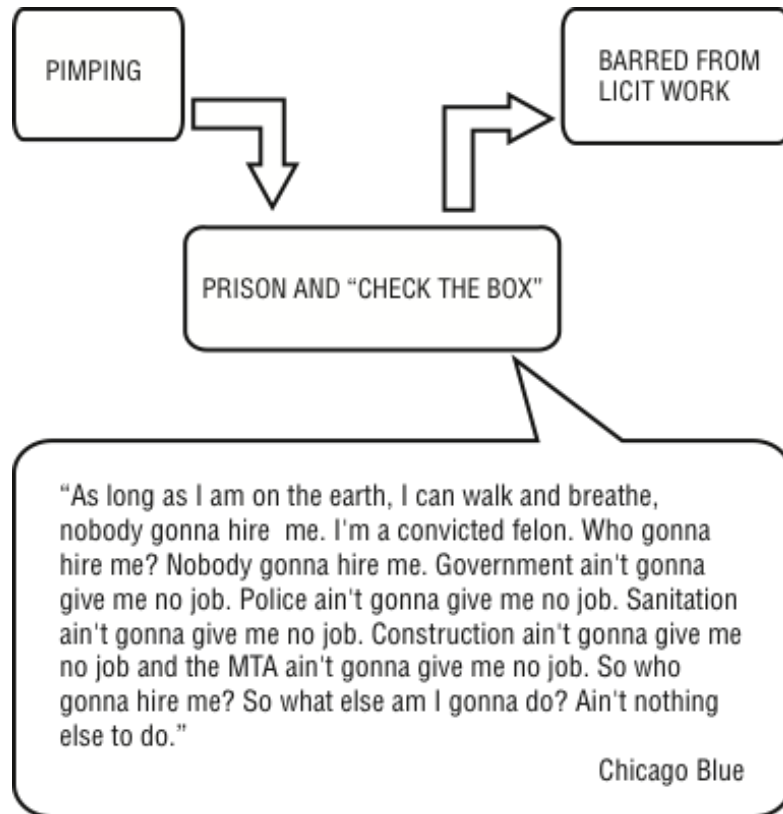 PIMPING
BARRED FROM
LICIT WORK
PRISON AND “CHECK THE BOX”
“As long as I am on the earth, I can walk and breathe,
nobody gonna hire  me. I'm a convicted felon. Who gonna
hire me? Nobody gonna hire me. Government ain't gonna
give me no job. Police ain't gonna give me no job. Sanitation
ain't gonna give me no job. Construction ain't gonna give me
no job and the MTA ain't gonna give me no job. So who
gonna hire me? So what else am I gonna do? Ain't nothing
else to do.”
Chicago Blue